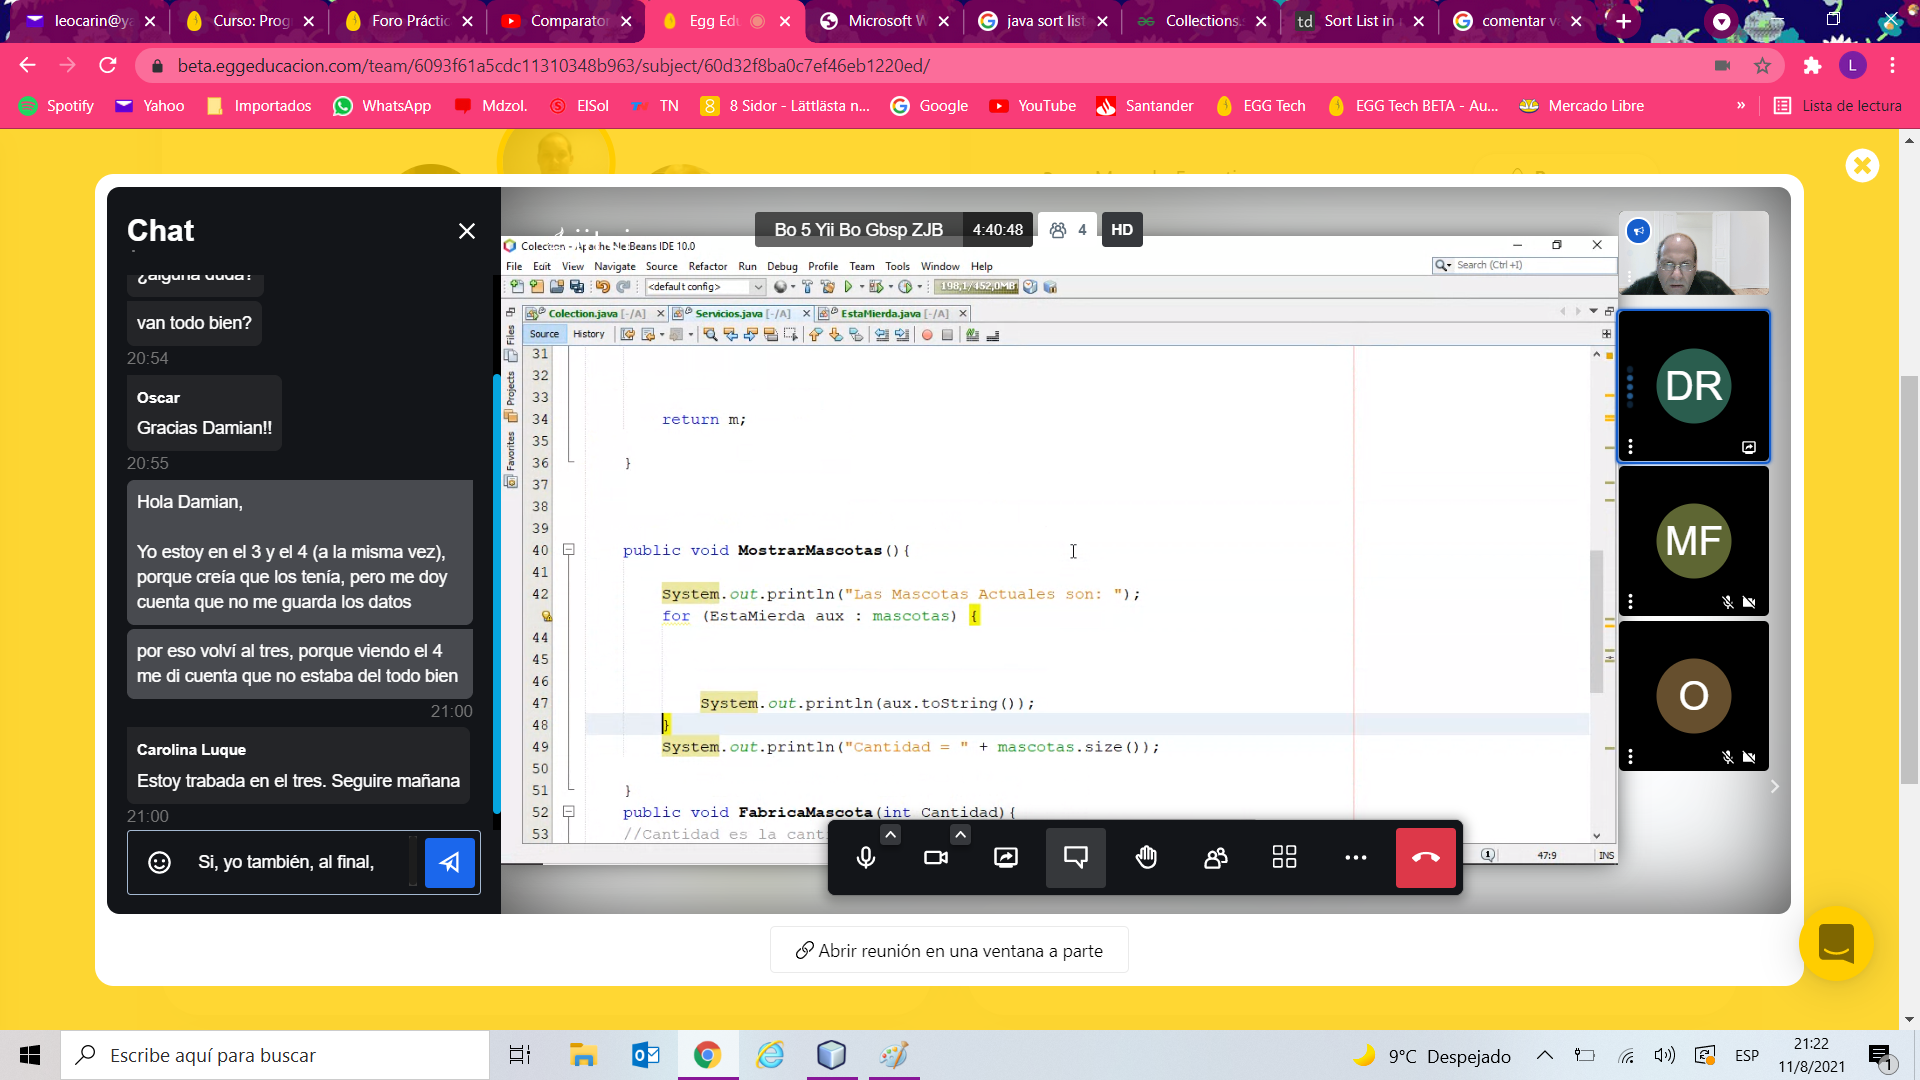 leocarin@ya
Curso: Prog
Foro Práctic
Comparator
Egg Edu
Microsoft W
java sort list
Collections.s
Sort List in
comentar va
beta.eggeducacion.com/team/6093f61a5cdc11310348b963/subject/60d32f8ba0c7ef46eb1220ed/
L
Spotify
Yahoo
Importados
WhatsApp
Mdzol.
ElSol
TN
8 Sidor - Lättlästa n...
Google
YouTube
Santander
EGG Tech
EGG Tech BETA - Au...
Mercado Libre
»
Lista de lectura
Chat
¿alguna duda?
van todo bien?
20:54
Oscar
Gracias Damian!!
20:55
Hola Damian,
Yo estoy en el 3 y el 4 (a la misma vez),
porque creía que los tenía, pero me doy
cuenta que no me guarda los datos
por eso volví al tres, porque viendo el 4
me di cuenta que no estaba del todo bien
21:00
Carolina Luque
Estoy trabada en el tres. Seguire mañana
21:00
Si, yo también, al final,
Bo 5 Yii Bo Gbsp ZJB
4:40:48
4
HD
Colection - Apache NetBeans IDE 10.0
File Edit View Navigate Source Refactor Run Debug Profile Team Tools Window Help
Search (Ctrl+I)
<default config>
198,1/452,0MB
Colection.java [-/A]
Servicios.java [-/A]
EstaMierda.java [-/A]
Source
History
Files
Projects
Favorites
31
32
33
34 return m;
35
36 }
37
38
39
40 public void MostrarMascotas(){
41
42 System.out.println("Las Mascotas Actuales son: ");
for (EstaMierda aux : mascotas) {
44
45
46
47 System.out.println(aux.toString());
48 }
49 System.out.println("Cantidad = " + mascotas.size());
50
51 }
52 public void FabricaMascota(int Cantidad){
53 //Cantidad es la cant
1
47:9
INS
DR
MF
O
Abrir reunión en una ventana a parte
Escribe aquí para buscar
9°C Despejado
ESP
21:22
11/8/2021
1